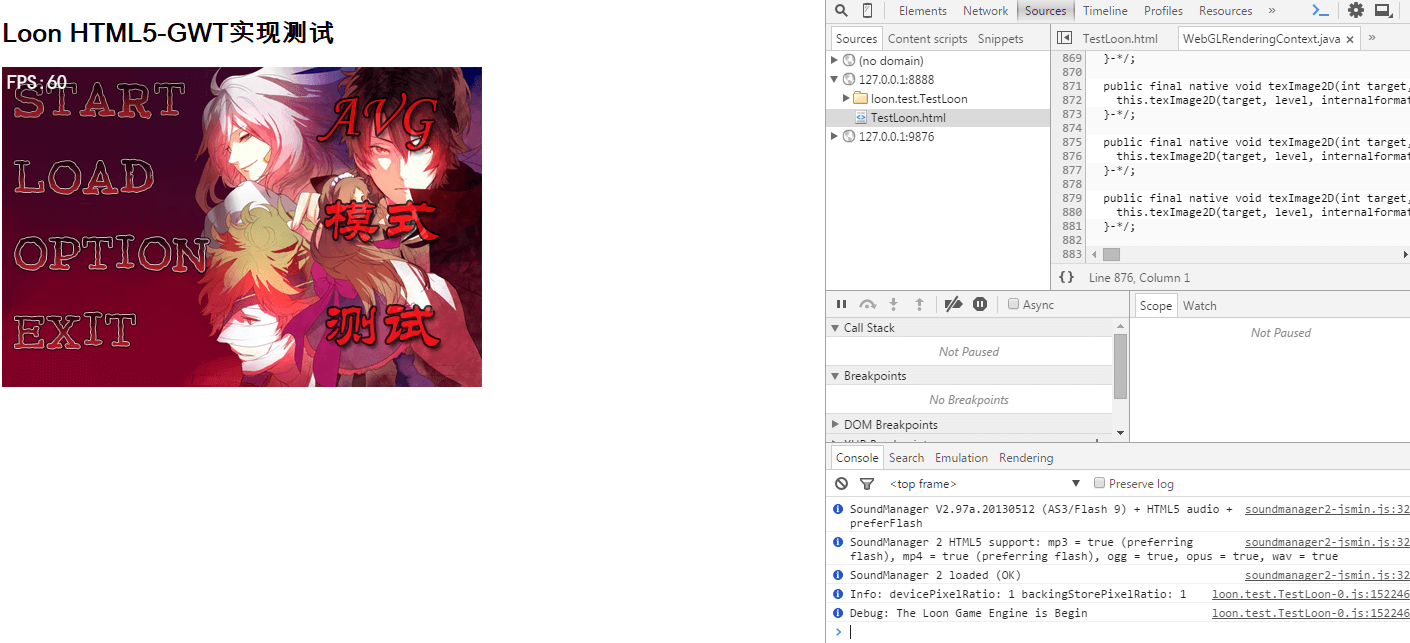 Loon HTML5-GWT实现测试
FPS:60
START
LOAD
OPTION
EXIT
AVG
模式
测试
Elements Network Sources Timeline Profiles Resources »
Sources Content scripts Snippets
(no domain)
127.0.0.1:8888
loon.test.TestLoon
TestLoon.html
127.0.0.1:9876
TestLoon.html WebGLRenderingContext.java × »
869 }-*/;
870
871 public final native void texImage2D(int target,
872 this.texImage2D(target, level, internalformat
873 }-*/;
874
875 public final native void texImage2D(int target,
876 this.texImage2D(target, level, internalformat
877 }-*/;
878
879 public final native void texImage2D(int target,
880 this.texImage2D(target, level, internalformat
881 }-*/;
882
883
{} Line 876, Column 1
Async
Call Stack
Not Paused
Breakpoints
No Breakpoints
DOM Breakpoints
Scope Watch
Not Paused
Console Search Emulation Rendering
<top frame> ▼ Preserve log
SoundManager V2.97a.20130512 (AS3/Flash 9) + HTML5 audio + soundmanager2-jsmin.js:32
preferFlash
SoundManager 2 HTML5 support: mp3 = true (preferring soundmanager2-jsmin.js:32
flash), mp4 = true (preferring flash), ogg = true, opus = true, wav = true
SoundManager 2 loaded (OK) soundmanager2-jsmin.js:32
Info: devicePixelRatio: 1 backingStorePixelRatio: 1 loon.test.TestLoon-0.js:152246
Debug: The Loon Game Engine is Begin loon.test.TestLoon-0.js:152246
>